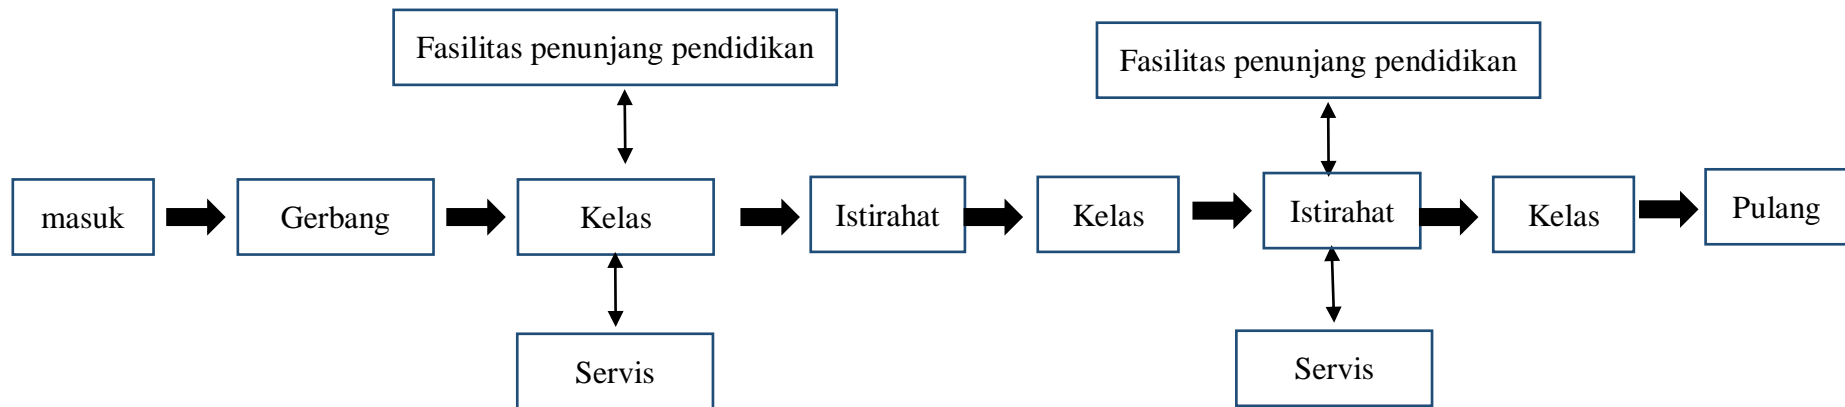 Fasilitas penunjang pendidikan
Fasilitas penunjang pendidikan
masuk
Gerbang
Kelas
Istirahat
Kelas
Istirahat
Kelas
Pulang
Servis
Servis